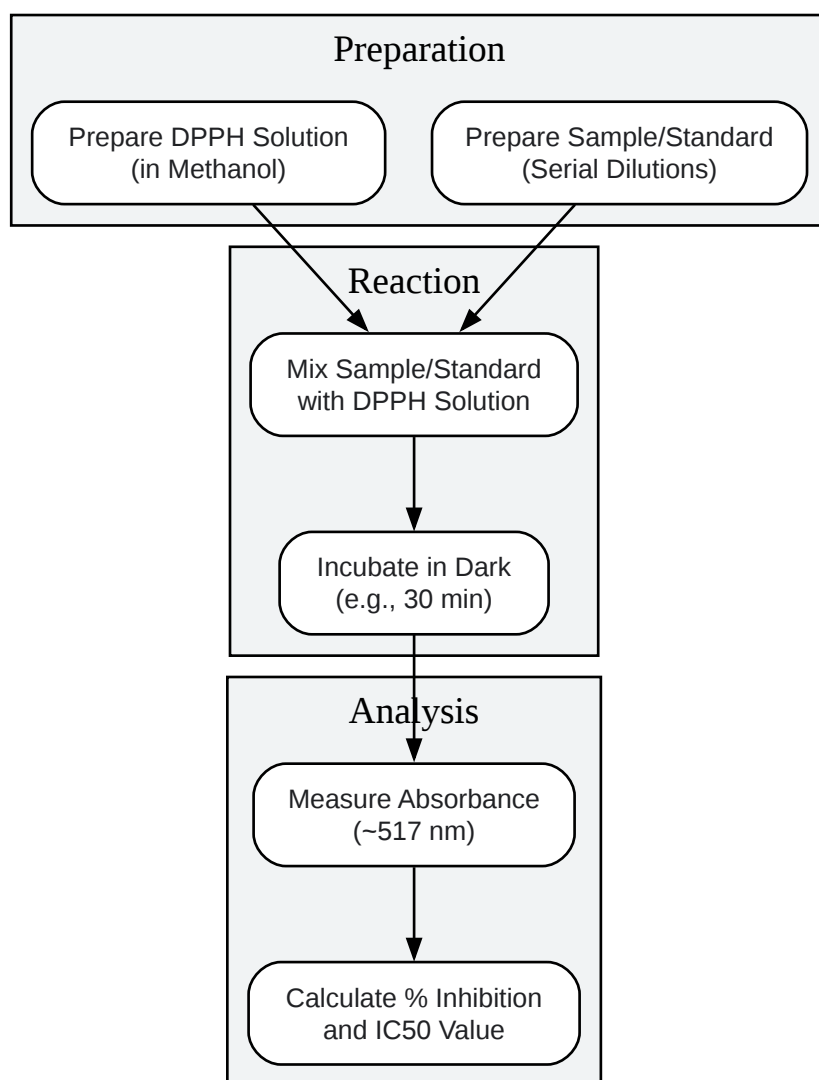 Preparation
Prepare DPPH Solution
(in Methanol)
Prepare Sample/Standard
(Serial Dilutions)
Reaction
Mix Sample/Standard
with DPPH Solution
Incubate in Dark
(e.g., 30 min)
Analysis
Measure Absorbance
(~517 nm)
Calculate % Inhibition
and IC50 Value